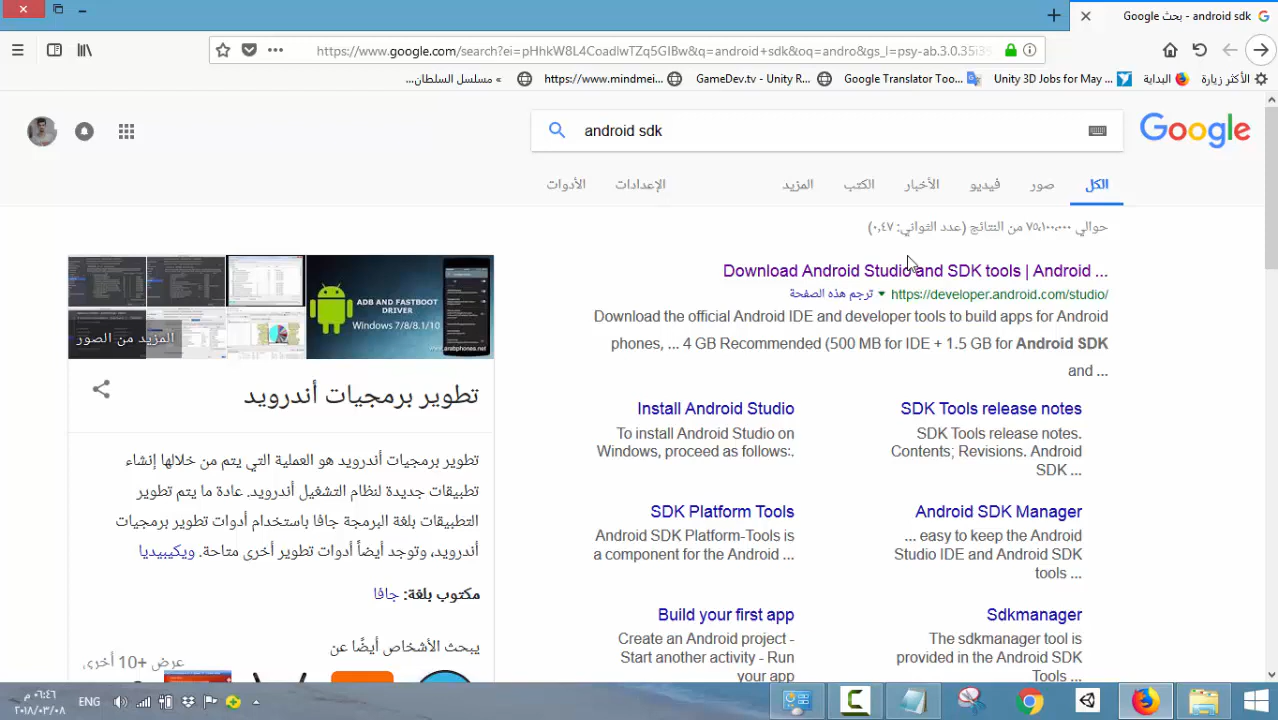 android sdk - بحث Google
https://www.google.com/search?ei=pHhkW8L4CoadlwTZq5GIBw&q=android+sdk&oq=andro&gs_l=psy-ab.3.0.35i39
الأكثر زيارة
البداية
Unity 3D Jobs for May ...
Google Translator Too...
GameDev.tv - Unity R...
https://www.mindmei...
مسلسل السلطان...
»
Google
android sdk
الكل
صور
فيديو
الأخبار
الكتب
المزيد
الإعدادات
الأدوات
حوالي ٧٥،١٠٠،٠٠٠ من النتائج (عدد الثواني: ٠,٤٧)
Download Android Studio and SDK tools | Android ...
https://developer.android.com/studio/ ترجم هذه الصفحة
Download the official Android IDE and developer tools to build apps for Android
phones, ... 4 GB Recommended (500 MB for IDE + 1.5 GB for Android SDK
and ...
SDK Tools release notes
SDK Tools release notes.
Contents; Revisions. Android
SDK ...
Install Android Studio
To install Android Studio on
Windows, proceed as follows:.
Android SDK Manager
... easy to keep the Android
Studio IDE and Android SDK
tools ...
SDK Platform Tools
Android SDK Platform-Tools is
a component for the Android ...
Sdkmanager
The sdkmanager tool is
provided in the Android SDK
Tools ...
Build your first app
Create an Android project -
Start another activity - Run
your app
ADB AND FASTBOOT
DRIVER
Windows 7/8/8.1/10
www.arabphones.net
المزيد من الصور
تطوير برمجيات أندرويد
تطوير برمجيات أندرويد هو العملية التي يتم من خلالها إنشاء
تطبيقات جديدة لنظام التشغيل أندرويد. عادة ما يتم تطوير
التطبيقات بلغة البرمجة جافا باستخدام أدوات تطوير برمجيات
أندرويد، وتوجد أيضاً أدوات تطوير أخرى متاحة. ويكيبيديا
مكتوب بلغة: جافا
يبحث الأشخاص أيضًا عن
عرض +10 أخرى
ENG
٠٦:٤٦ م
٢٠١٨/٠٣/٠٨